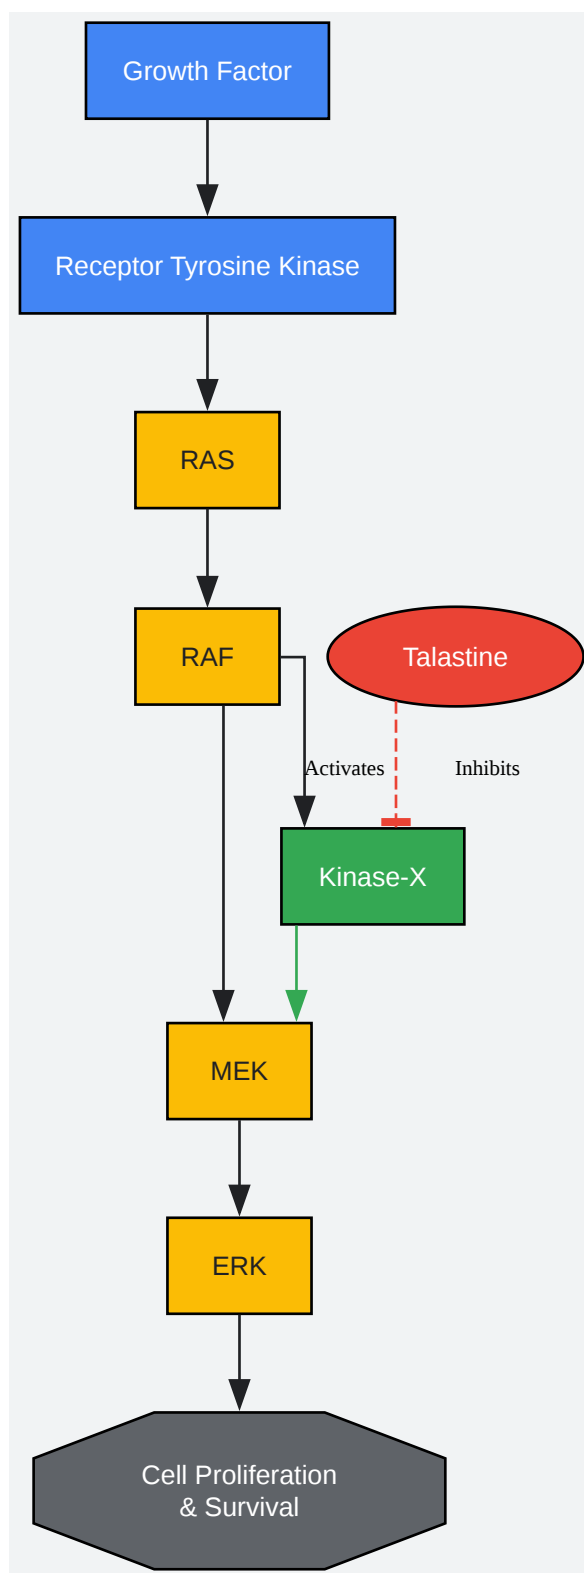 Growth Factor
Receptor Tyrosine Kinase
RAS
RAF
Talastine
Activates
Inhibits
Kinase-X
MEK
ERK
Cell Proliferation
& Survival